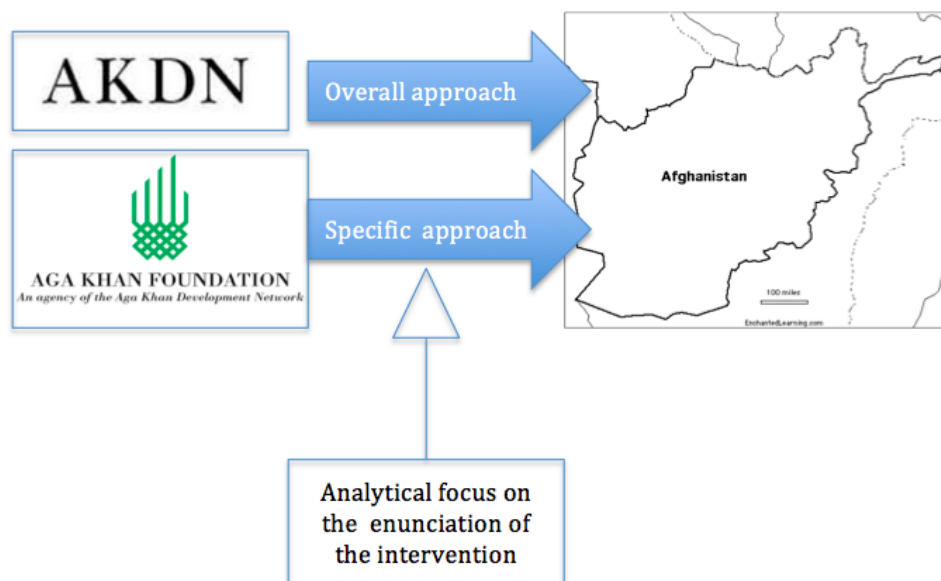 AKDN
Overall approach
AGA KHAN FOUNDATION
An agency of the Aga Khan Development Network
Specific approach
Afghanistan
100 miles
EnchantedLearning.com
Analytical focus on
the enunciation of
the intervention